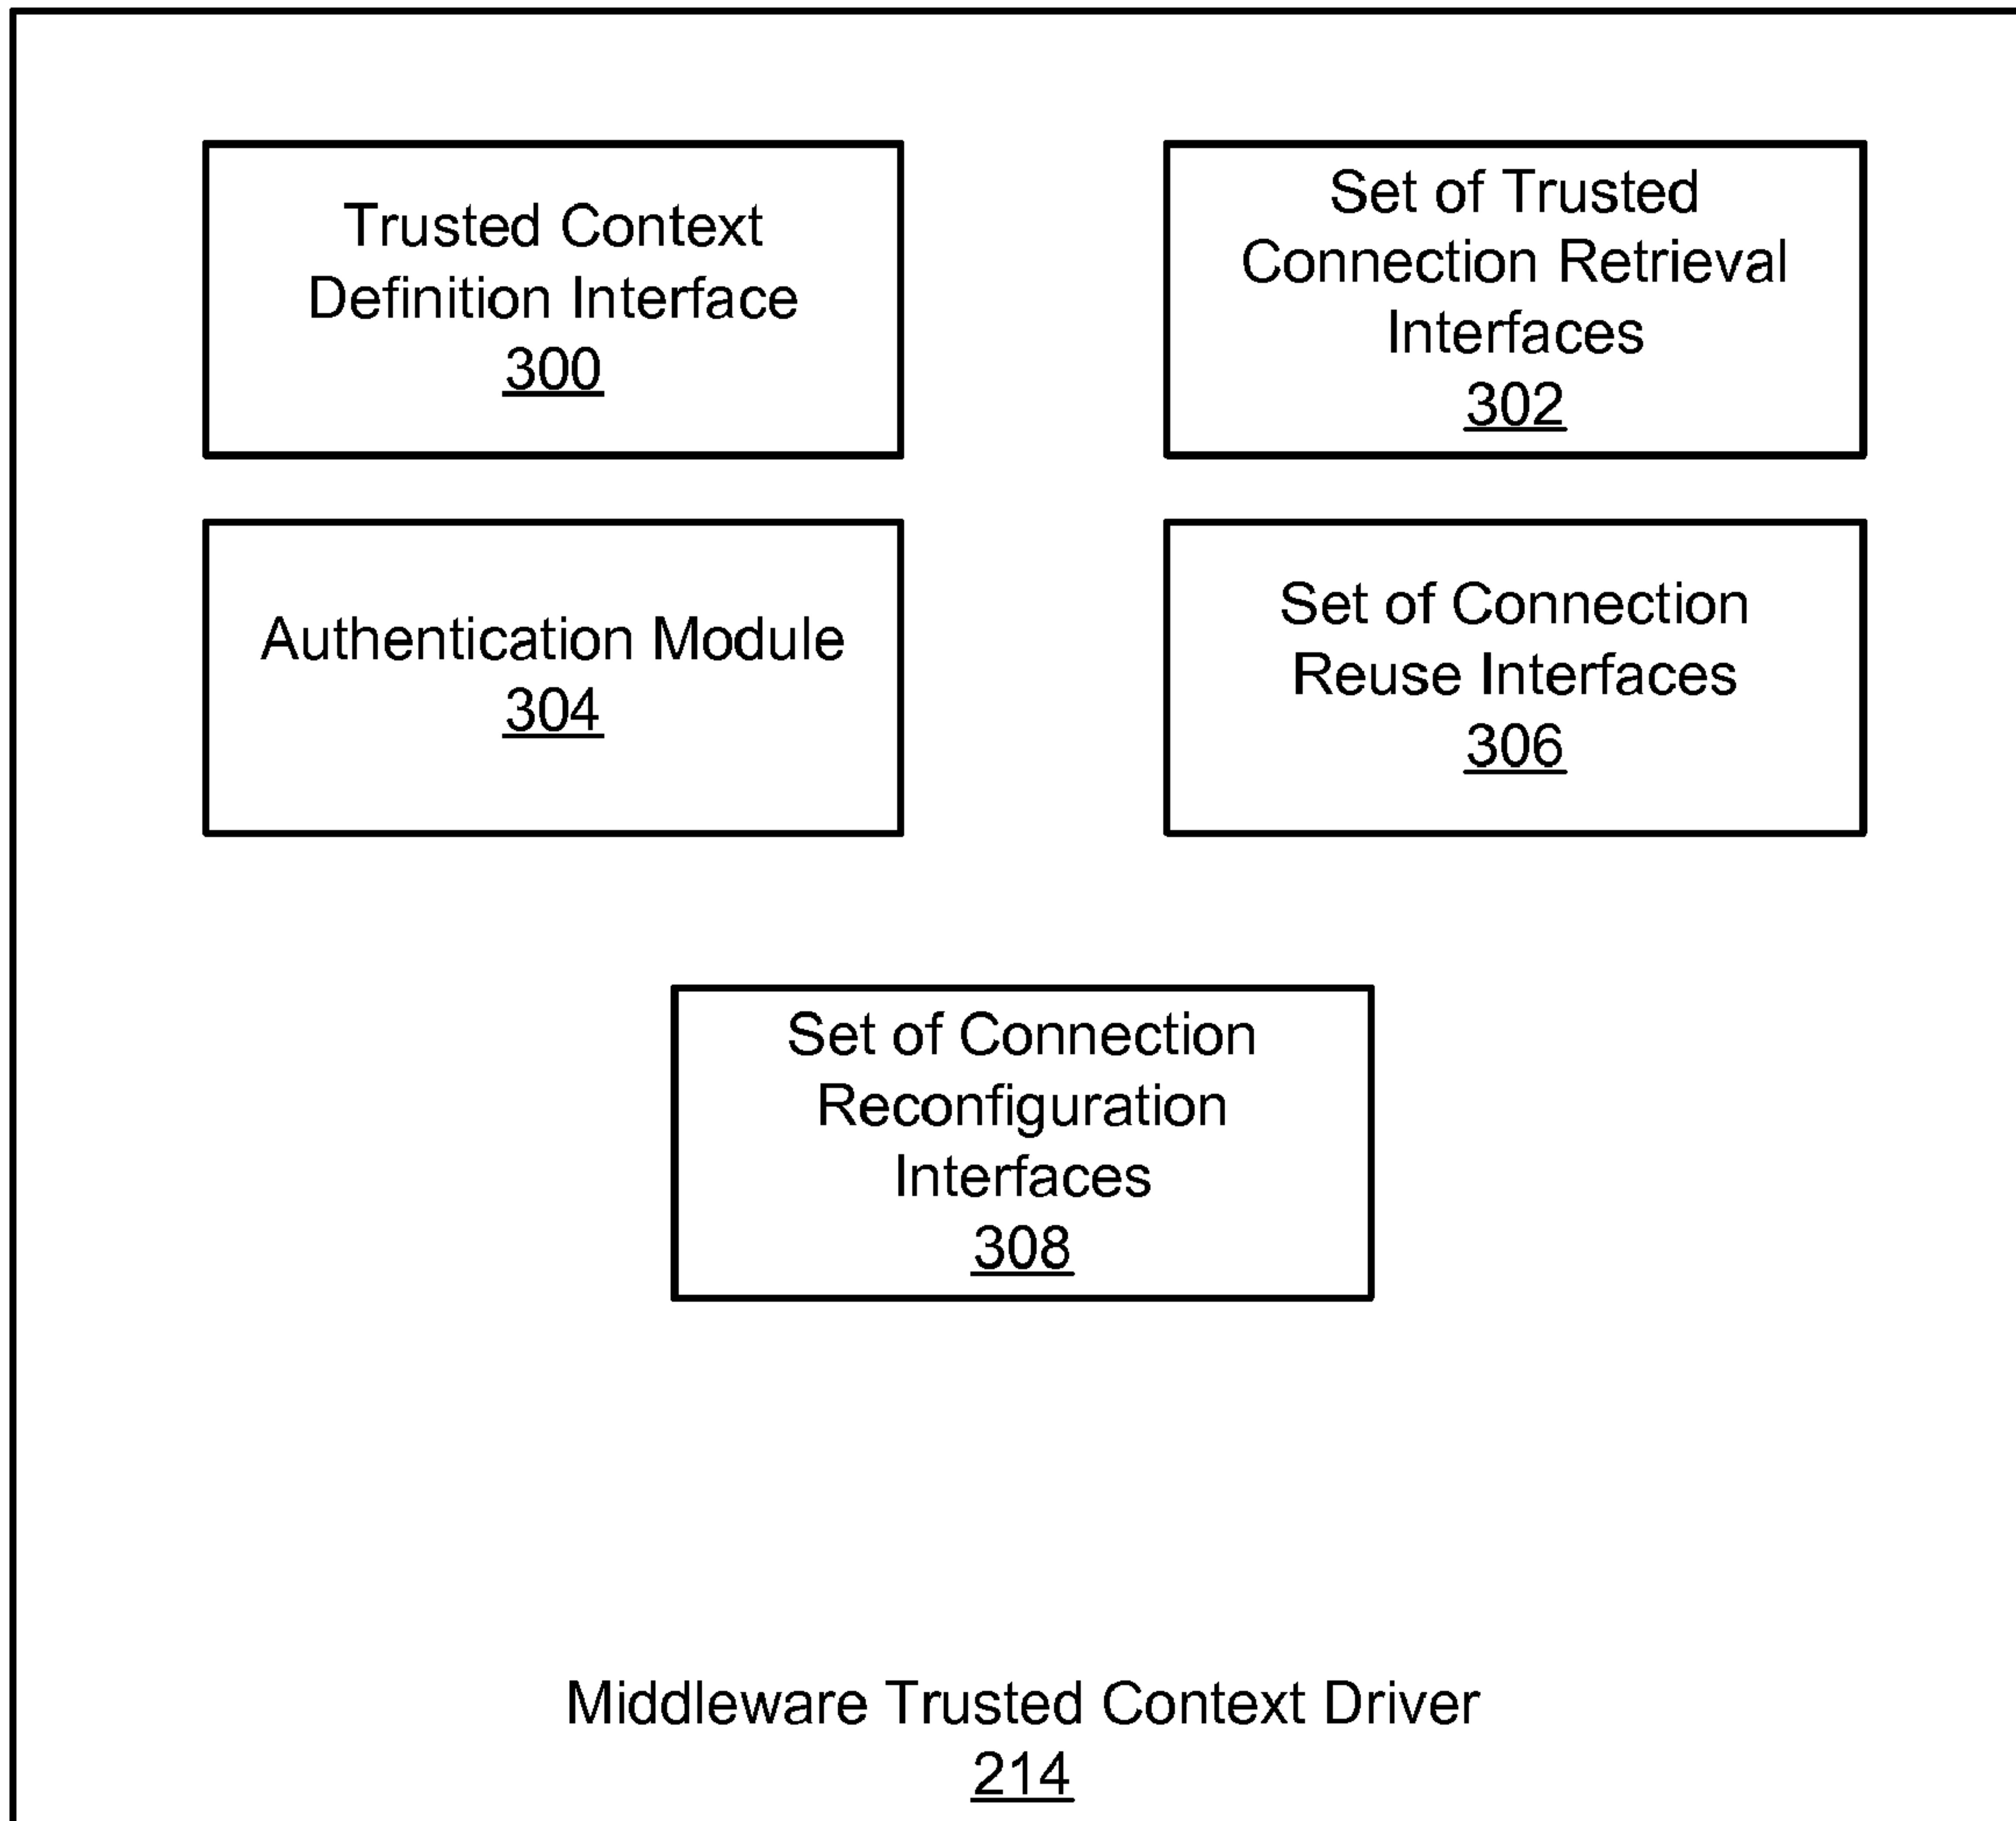 Trusted Context
Definition Interface
300
Set of Trusted
Connection Retrieval
Interfaces
302
Authentication Module
304
Set of Connection
Reuse Interfaces
306
Set of Connection
Reconfiguration
Interfaces
308
Middleware Trusted Context Driver
214